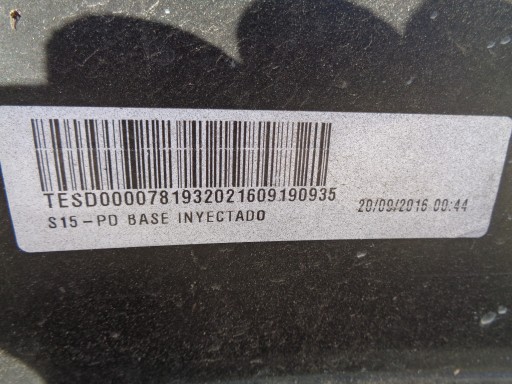 TESD0000781932021609190935
S15-PD BASE INYECTADO
20/09/2016 00:44